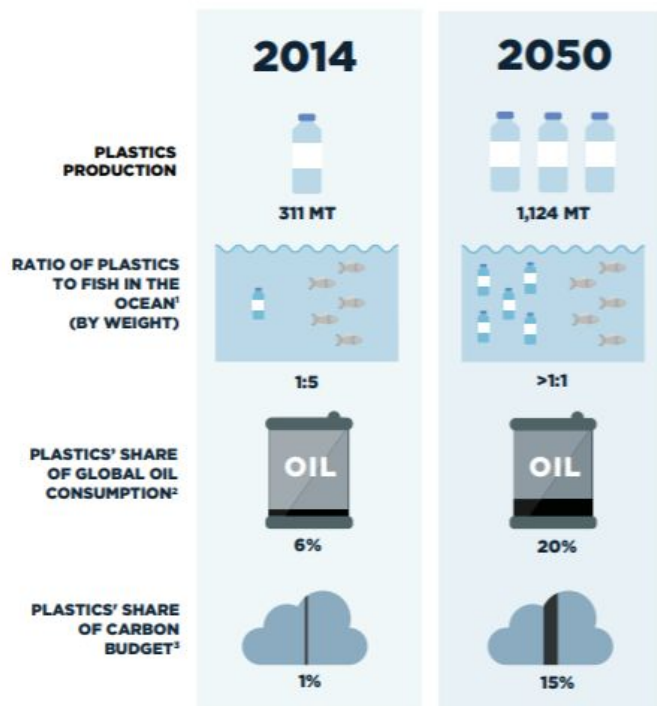 2014
2050
PLASTICS
PRODUCTION
311 MT
1,124 MT
RATIO OF PLASTICS
TO FISH IN THE
OCEAN¹
(BY WEIGHT)
1:5
>1:1
PLASTICS' SHARE
OF GLOBAL OIL
CONSUMPTION²
OIL
OIL
6%
20%
PLASTICS' SHARE
OF CARBON
BUDGET³
1%
15%